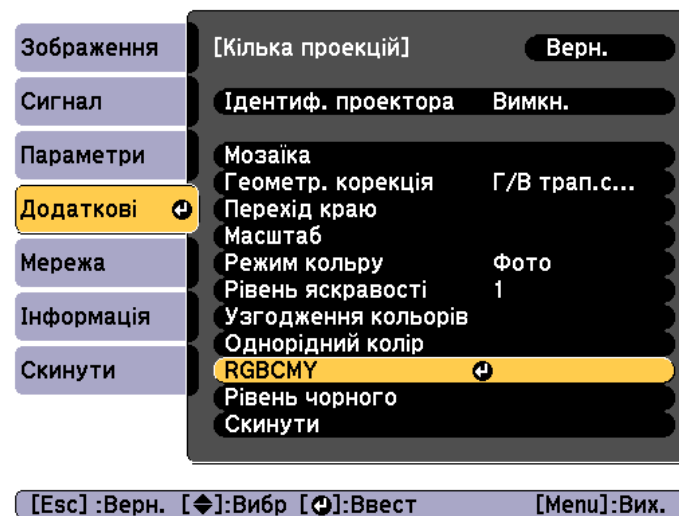 Зображення
Сигнал
Параметри
Додаткові
Мережа
Інформація
Скинути
[Кілька проекцій] Верн.
Ідентиф. проектора Вимкн.
Мозаїка
Геометр. корекція Г/В трап.с...
Перехід краю
Масштаб
Режим кольру Фото
Рівень яскравості 1
Узгодження кольорів
Однорідний колір
RGBCMY
Рівень чорного
Скинути
[Esc] :Верн. [◆]:Вибр [↵]:Ввест [Menu]:Вих.